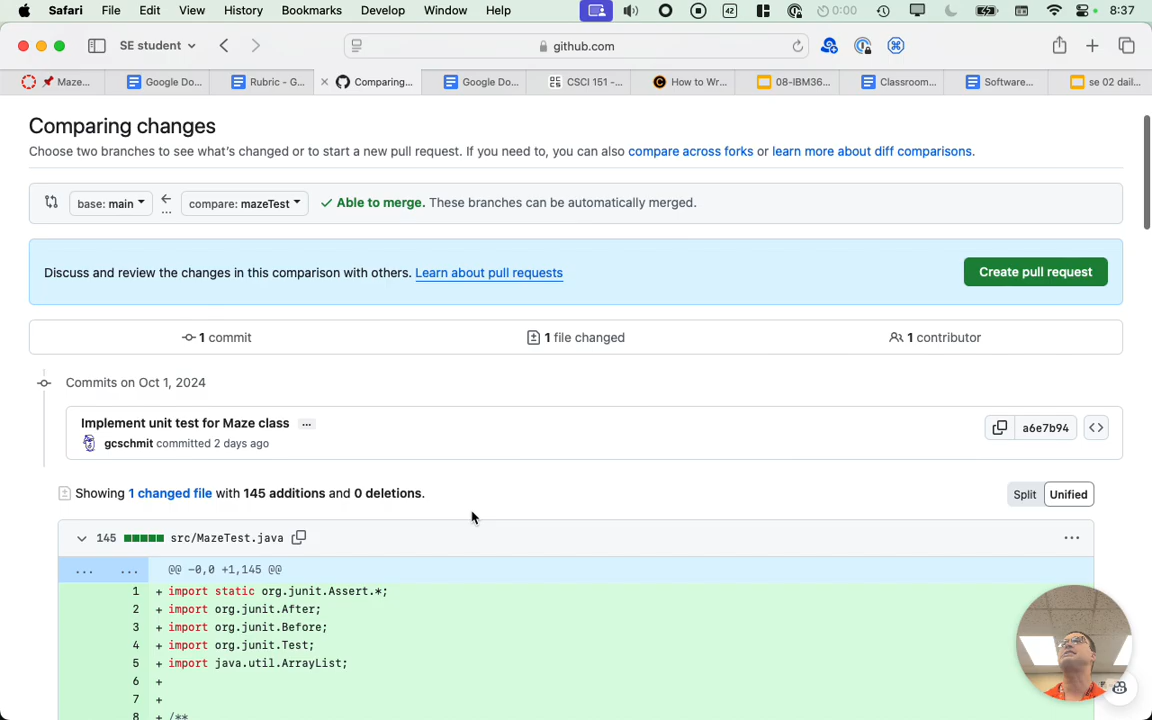 Safari File Edit View History Bookmarks Develop Window Help 42 0:00 8:37
SE student github.com
Maze... Google Do... Rubric - G... Comparing... Google Do... CSCI 151 -... How to Wr... 08-IBM36... Classroom... Software... se 02 dail...
Comparing changes
Choose two branches to see what's changed or to start a new pull request. If you need to, you can also compare across forks or learn more about diff comparisons.
base: main ... compare: mazeTest Able to merge. These branches can be automatically merged.
Discuss and review the changes in this comparison with others. Learn about pull requests Create pull request
1 commit 1 file changed 1 contributor
Commits on Oct 1, 2024
Implement unit test for Maze class ...
a6e7b94
gcschmit committed 2 days ago
Showing 1 changed file with 145 additions and 0 deletions. Split Unified
145 src/MazeTest.java ...
... ... @@ -0,0 +1,145 @@
1 + import static org.junit.Assert.*;
2 + import org.junit.After;
3 + import org.junit.Before;
4 + import org.junit.Test;
5 + import java.util.ArrayList;
6 +
7 +
8 + /**